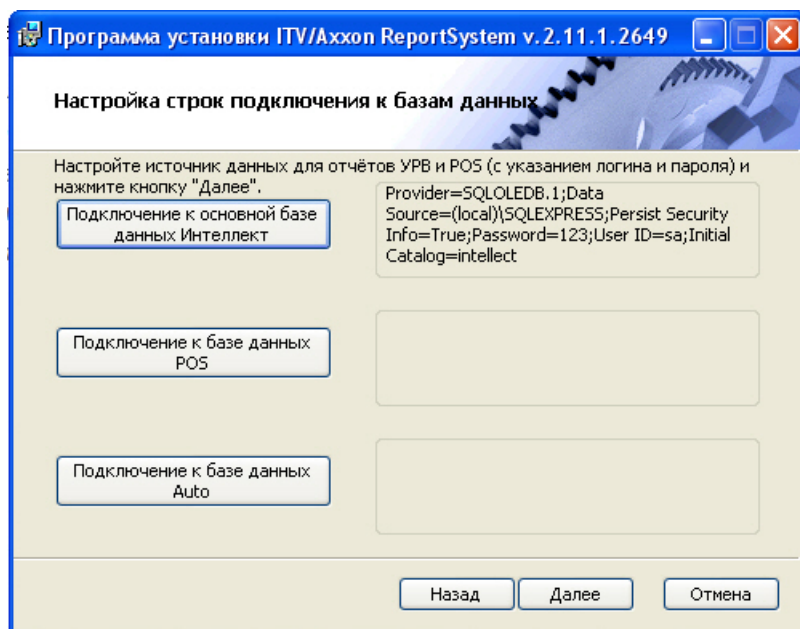 Программа установки ITV/Axxon ReportSystem v.2.11.1.2649
Настройка строк подключения к базам данных
Настройте источник данных для отчётов УРВ и POS (с указанием логина и пароля) и
нажмите кнопку "Далее".
Подключение к основной базе
данных Интеллект
Provider=SQLOLEDB.1;Data
Source=(local)\SQLEXPRESS;Persist Security
Info=True;Password=123;User ID=sa;Initial
Catalog=intellect
Подключение к базе данных
POS
Подключение к базе данных
Auto
Назад
Далее
Отмена